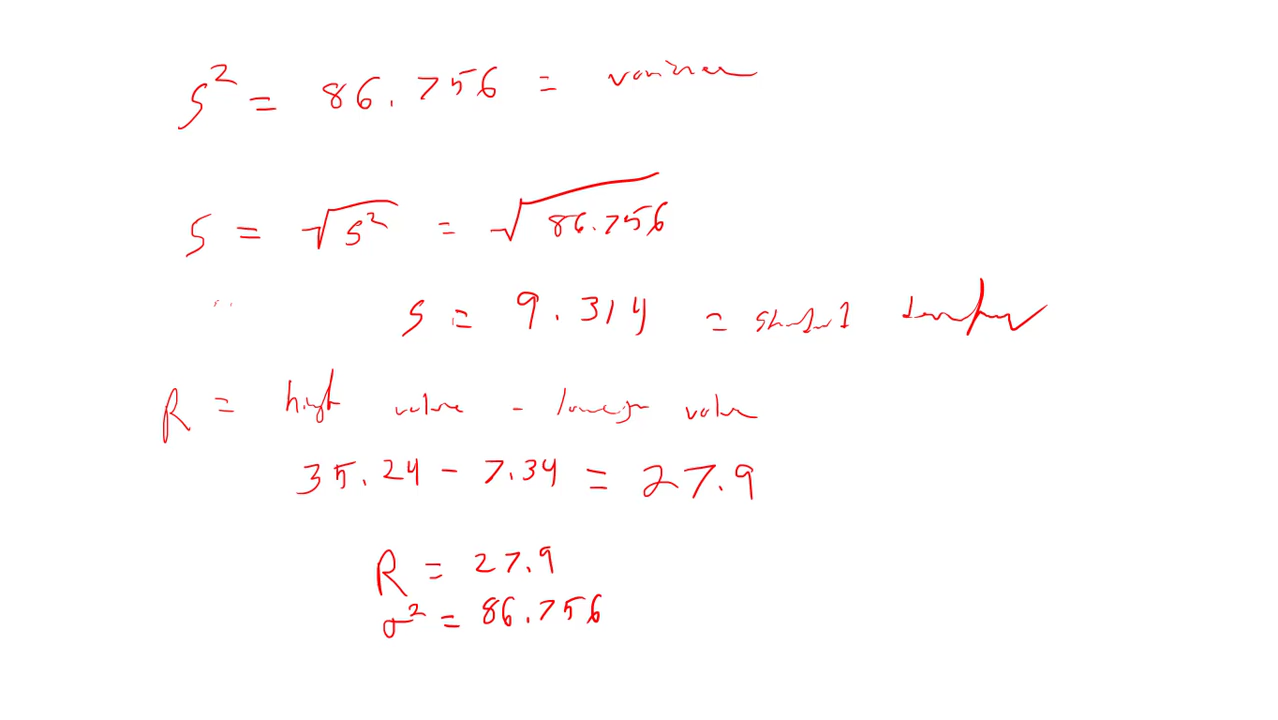 s² = 86.756 = variance
s = √s² = √86.756
s = 9.314 = standard deviation
R = high value - lowest value
35.24 - 7.34 = 27.9
R = 27.9
σ² = 86.756